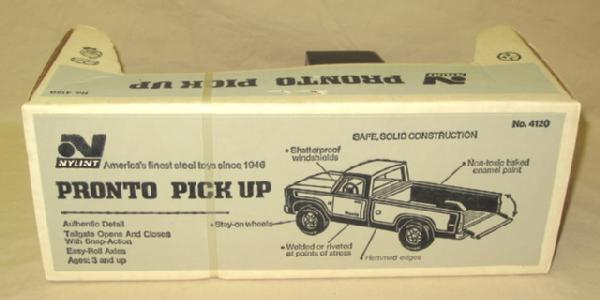 No. 4120
PRONTO PICK UP
NYLINT
No. 4120
SAFE, SOLID CONSTRUCTION
NYLINT
America's finest steel toys since 1946
• Shatterproof
windshields
• Non-toxic baked
enamel paint
PRONTO PICK UP
Authentic Detail
Tailgate Opens And Closes
With Snap-Action
Easy-Roll Axles
Ages: 3 and up
• Stay-on wheels
• Welded or riveted
at points of stress
Hemmed edges